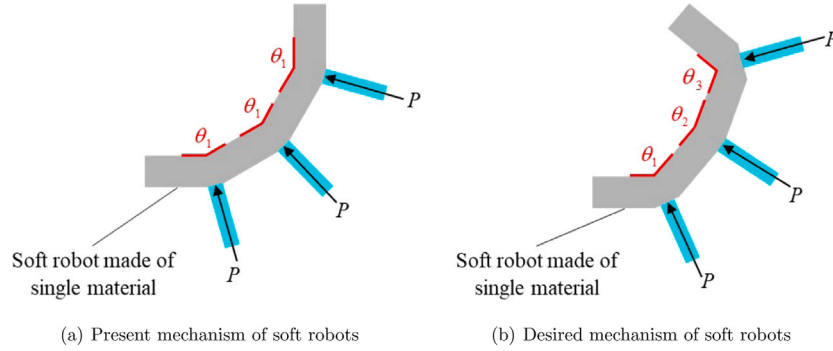 θ1
θ1
θ1
P
P
P
Soft robot made of
single material
(a) Present mechanism of soft robots
P
θ3
θ2
θ1
P
P
Soft robot made of
single material
(b) Desired mechanism of soft robots